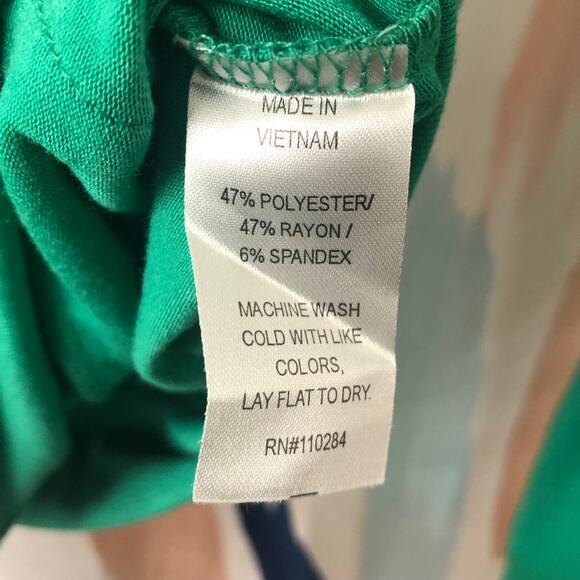 MADE IN
VIETNAM
47% POLYESTER/
47% RAYON /
6% SPANDEX
MACHINE WASH
COLD WITH LIKE
COLORS,
LAY FLAT TO DRY.
RN#110284